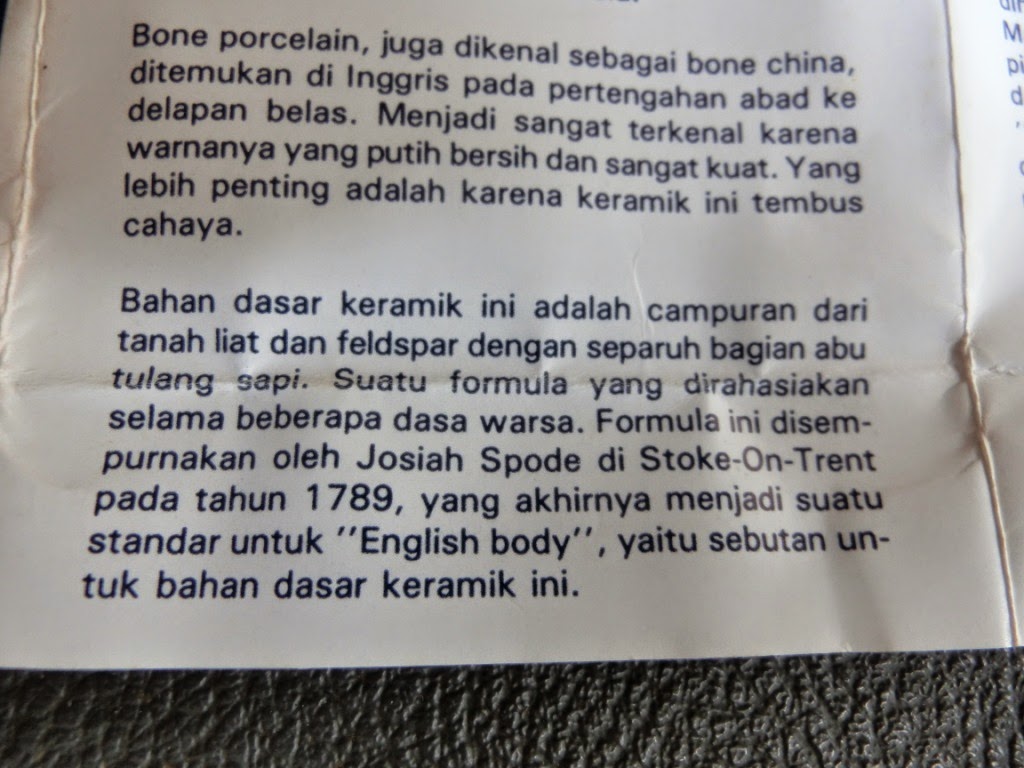 Bone porcelain, juga dikenal sebagai bone china,
ditemukan di Inggris pada pertengahan abad ke
delapan belas. Menjadi sangat terkenal karena
warnanya yang putih bersih dan sangat kuat. Yang
lebih penting adalah karena keramik ini tembus
cahaya.
Bahan dasar keramik ini adalah campuran dari
tanah liat dan feldspar dengan separuh bagian abu
tulang sapi. Suatu formula yang dirahasiakan
selama beberapa dasa warsa. Formula ini disem-
purnakan oleh Josiah Spode di Stoke-On-Trent
pada tahun 1789, yang akhirnya menjadi suatu
standar untuk ''English body'', yaitu sebutan un-
tuk bahan dasar keramik ini.